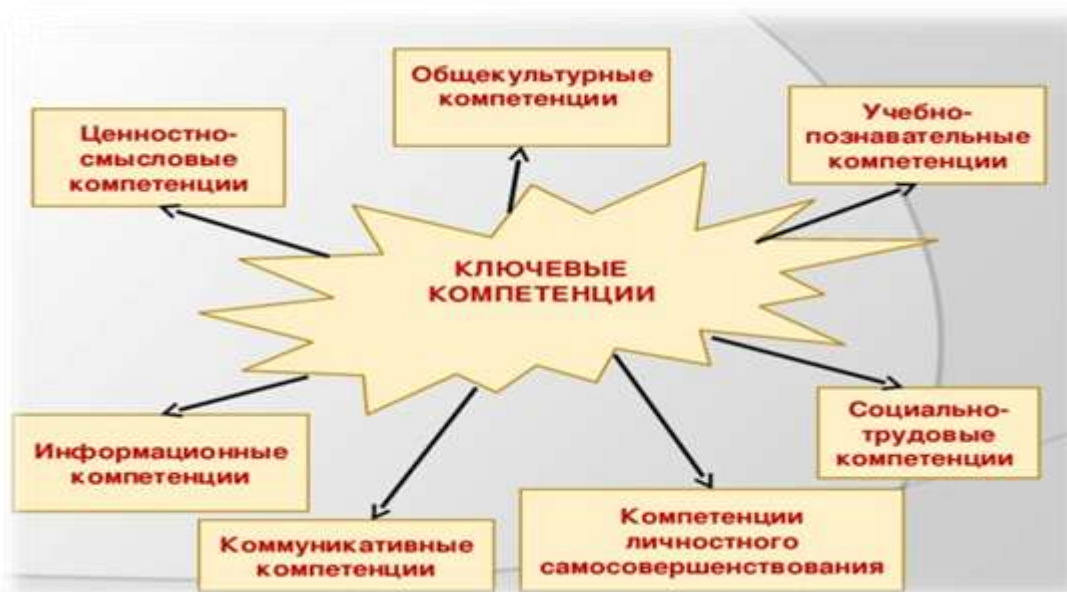 Общекультурные
компетенции
Ценностно-
смысловые
компетенции
Учебно-
познавательные
компетенции
КЛЮЧЕВЫЕ
КОМПЕТЕНЦИИ
Информационные
компетенции
Коммуникативные
компетенции
Компетенции
личностного
самосовершенствования
Социально-
трудовые
компетенции